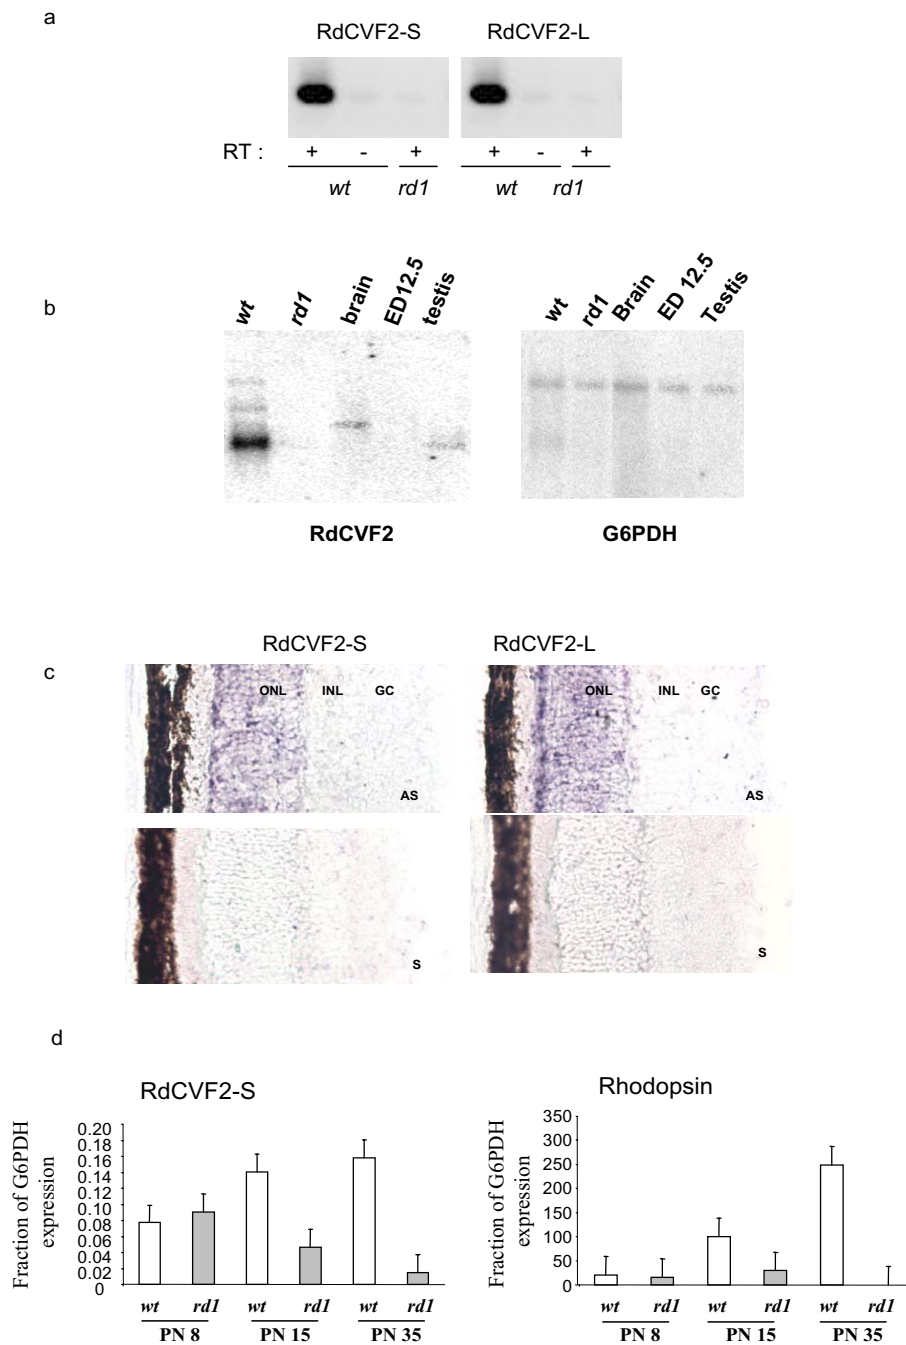 a
RdCVF2-S RdCVF2-L
RT : + - + + - +
wt rd1 wt rd1
b
wt rd1 brain ED12.5 testis
wt rd1 Brain ED 12.5 Testis
RdCVF2 G6PDH
RdCVF2-S RdCVF2-L
c
ONL INL GC ONL INL GC
AS AS
S S
d
RdCVF2-S
Fraction of G6PDH
expression
0.20
0.18
0.16
0.12
0.10
0.08
0.06
0.04
0.02
0
wt rd1 wt rd1 wt rd1
PN 8 PN 15 PN 35
Rhodopsin
Fraction of G6PDH
expression
350
300
250
200
150
100
50
0
wt rd1 wt rd1 wt rd1
PN 8 PN 15 PN 35